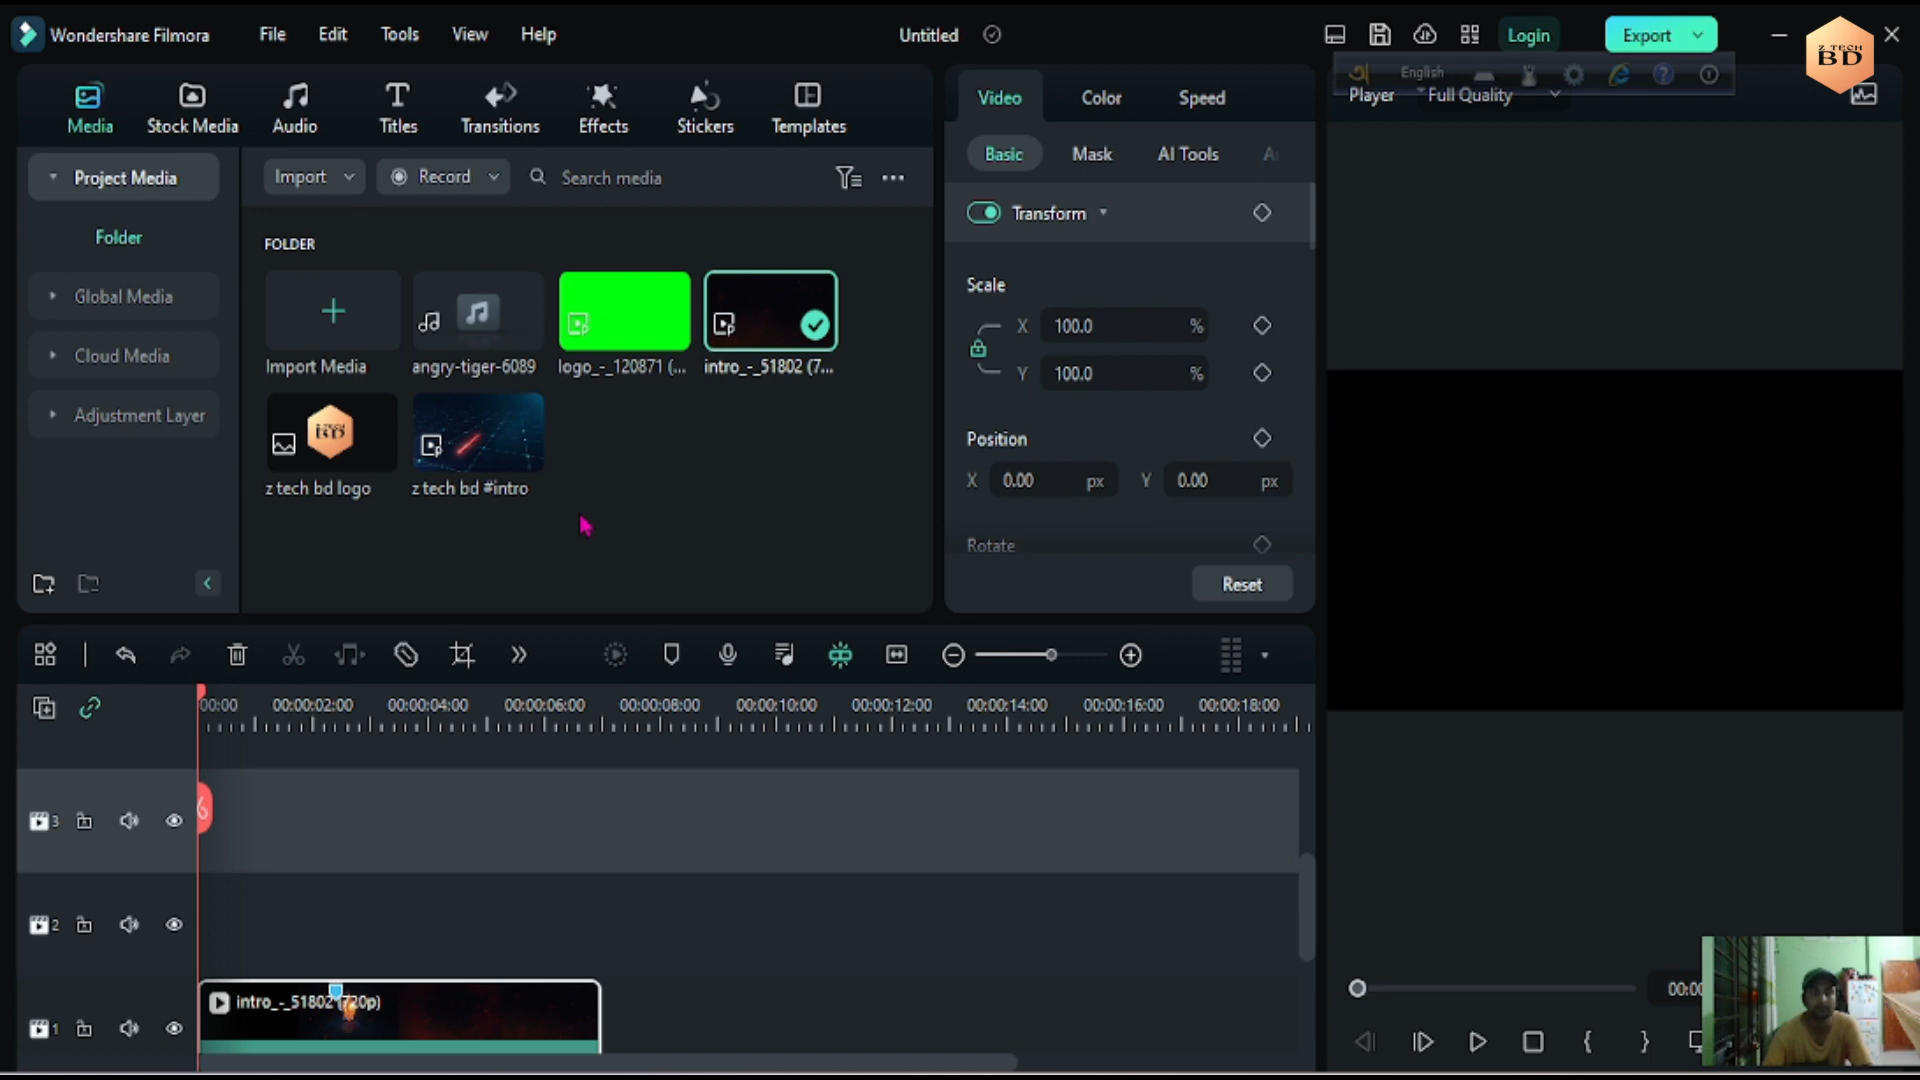 Wondershare Filmora
File
Edit
Tools
View
Help
Untitled
Login
Export
Z TECH
BD
Media
Stock Media
Audio
Titles
Transitions
Effects
Stickers
Templates
Video
Color
Speed
English
Player
Full Quality
Project Media
Import
Record
Search media
Basic
Mask
AI Tools
Folder
FOLDER
Transform
Global Media
Cloud Media
Adjustment Layer
Import Media
angry-tiger-6089
logo_-_120871 (...
intro_-_51802 (7...
Z TECH
BD
z tech bd logo
z tech bd #intro
Scale
X 100.0 %
Y 100.0 %
Position
X 0.00 px Y 0.00 px
Rotate
Reset
00:00 00:00:02:00 00:00:04:00 00:00:06:00 00:00:08:00 00:00:10:00 00:00:12:00 00:00:14:00 00:00:16:00 00:00:18:00
3
2
intro_-_51802 (720p)
1